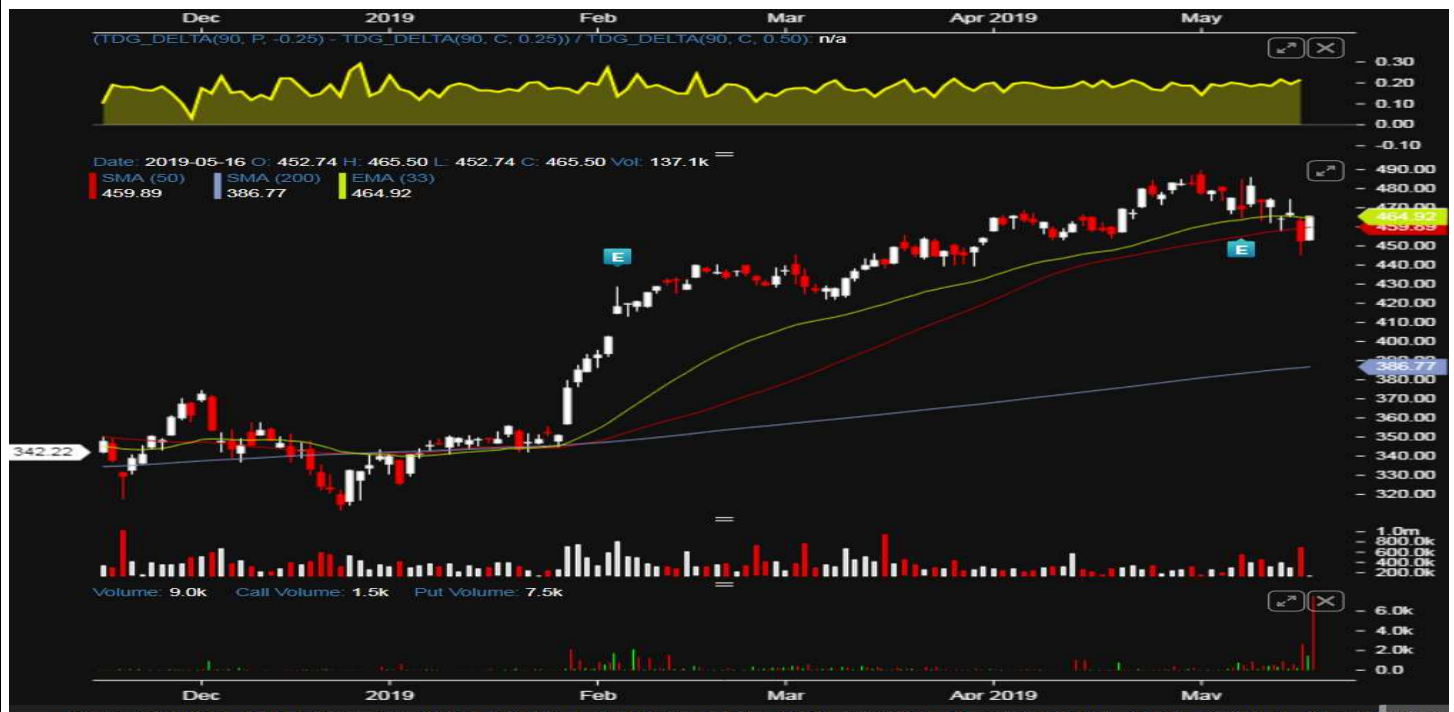 Dec 2019 Feb Mar Apr 2019 May
(TDG_DELTA(90, P, -0.25) - TDG_DELTA(90, C, 0.25)) / TDG_DELTA(90, C, 0.50): n/a
0.30
0.20
0.10
0.00
-0.10
Date: 2019-05-16 O: 452.74 H: 465.50 L: 452.74 C: 465.50 Vol: 137.1k
SMA (50) SMA (200) EMA (33)
459.89 386.77 464.92
490.00
480.00
470.00
464.92
459.89
450.00
E
E
440.00
430.00
420.00
410.00
400.00
386.77
380.00
370.00
360.00
350.00
342.22
340.00
330.00
320.00
1.0m
800.0k
600.0k
400.0k
200.0k
Volume: 9.0k Call Volume: 1.5k Put Volume: 7.5k
6.0k
4.0k
2.0k
0.0
Dec 2019 Feb Mar Apr 2019 May